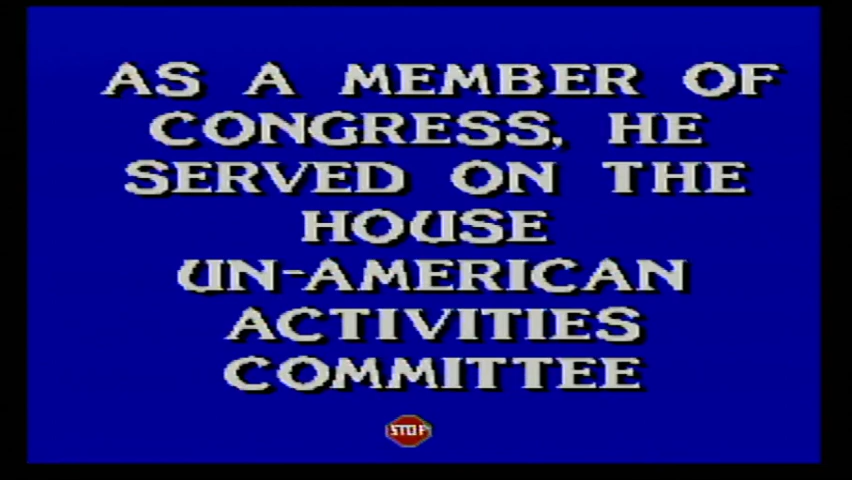 AS A MEMBER OF
CONGRESS, HE
SERVED ON THE
HOUSE
UN-AMERICAN
ACTIVITIES
COMMITTEE
STOP